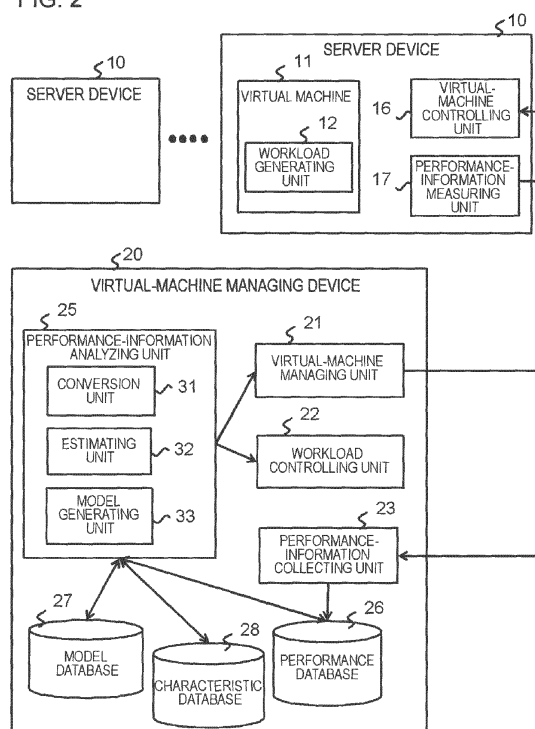 FIG. 2
10
SERVER DEVICE
10
SERVER DEVICE
11
VIRTUAL MACHINE
12
WORKLOAD
GENERATING
UNIT
16
VIRTUAL-
MACHINE
CONTROLLING
UNIT
17
PERFORMANCE-
INFORMATION
MEASURING
UNIT
20
VIRTUAL-MACHINE MANAGING DEVICE
25
PERFORMANCE-INFORMATION
ANALYZING UNIT
CONVERSION
UNIT
31
ESTIMATING
UNIT
32
MODEL
GENERATING
UNIT
33
21
VIRTUAL-MACHINE
MANAGING UNIT
22
WORKLOAD
CONTROLLING UNIT
23
PERFORMANCE-
INFORMATION
COLLECTING UNIT
27
MODEL
DATABASE
28
CHARACTERISTIC
DATABASE
26
PERFORMANCE
DATABASE